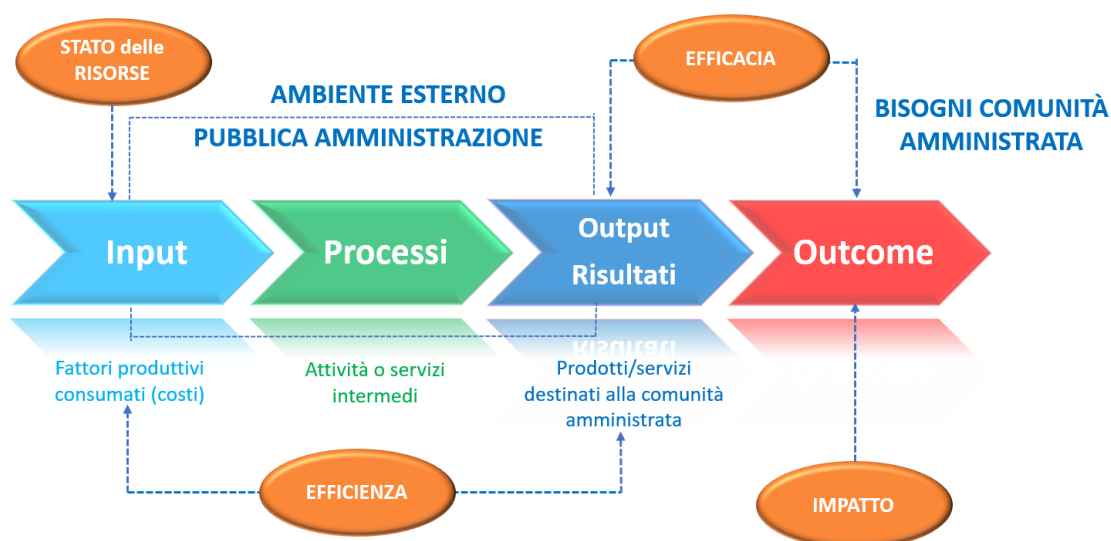 STATO delle
RISORSE
EFFICACIA
AMBIENTE ESTERNO
PUBBLICA AMMINISTRAZIONE
BISOGNI COMUNITÀ
AMMINISTRATA
Input
Processi
Output
Risultati
Outcome
Risultati
Fattori produttivi
consumati (costi)
Attività o servizi
intermedi
Prodotti/servizi
destinati alla comunità
amministrata
EFFICIENZA
IMPATTO